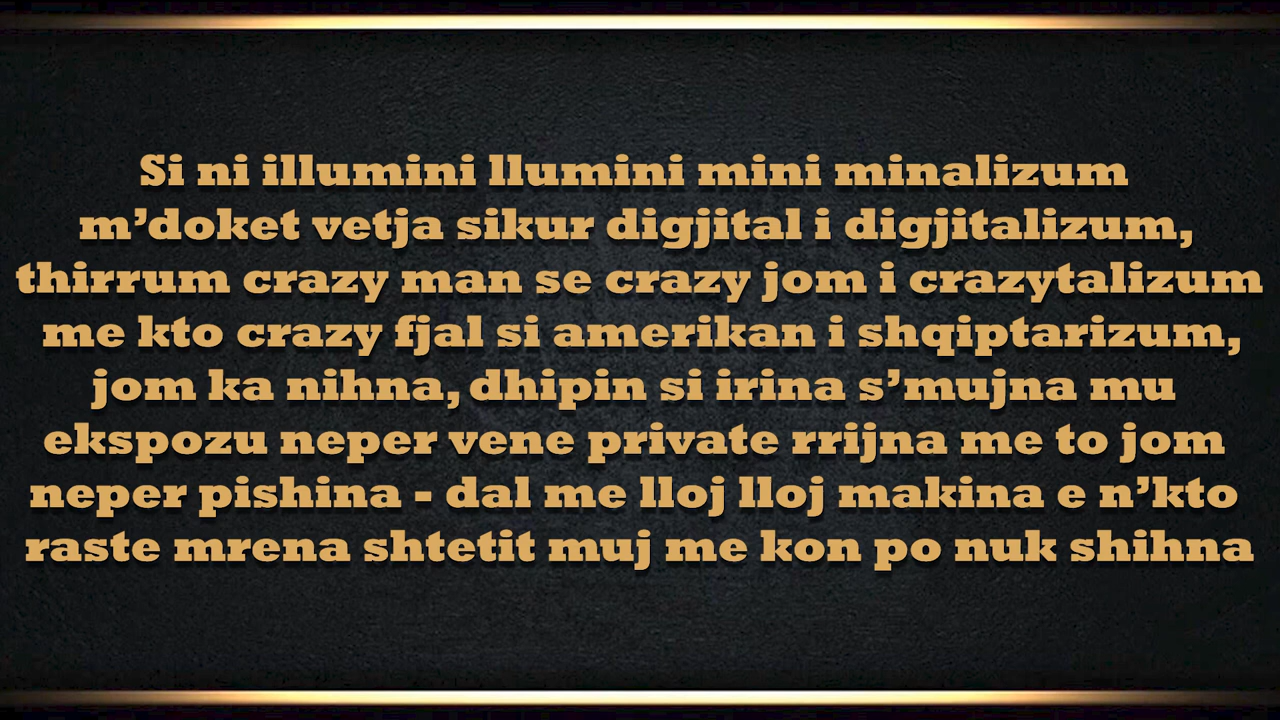 Si ni illumini llumini mini minalizum
m’doket vetja sikur digjital i digjitalizum,
thirrum crazy man se crazy jom i crazytalizum
me kto crazy fjal si amerikan i shqiptarizum,
jom ka nihna, dhipin si irina s’mujna mu
ekspozu neper vene private rrijna me to jom
neper pishina - dal me lloj lloj makina e n’kto
raste mrena shtetit muj me kon po nuk shihna